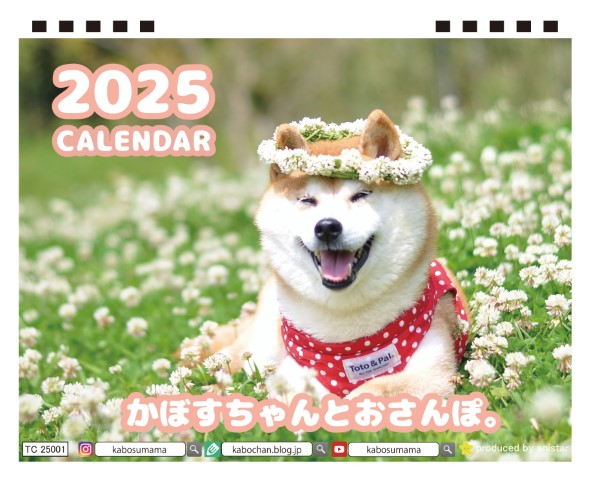 2025
CALENDAR
Toto & Pal.
かぼすちゃんとおさんぽ。
TC 25001
kabosumama
kabochan.blog.jp
kabosumama
produced by anistar